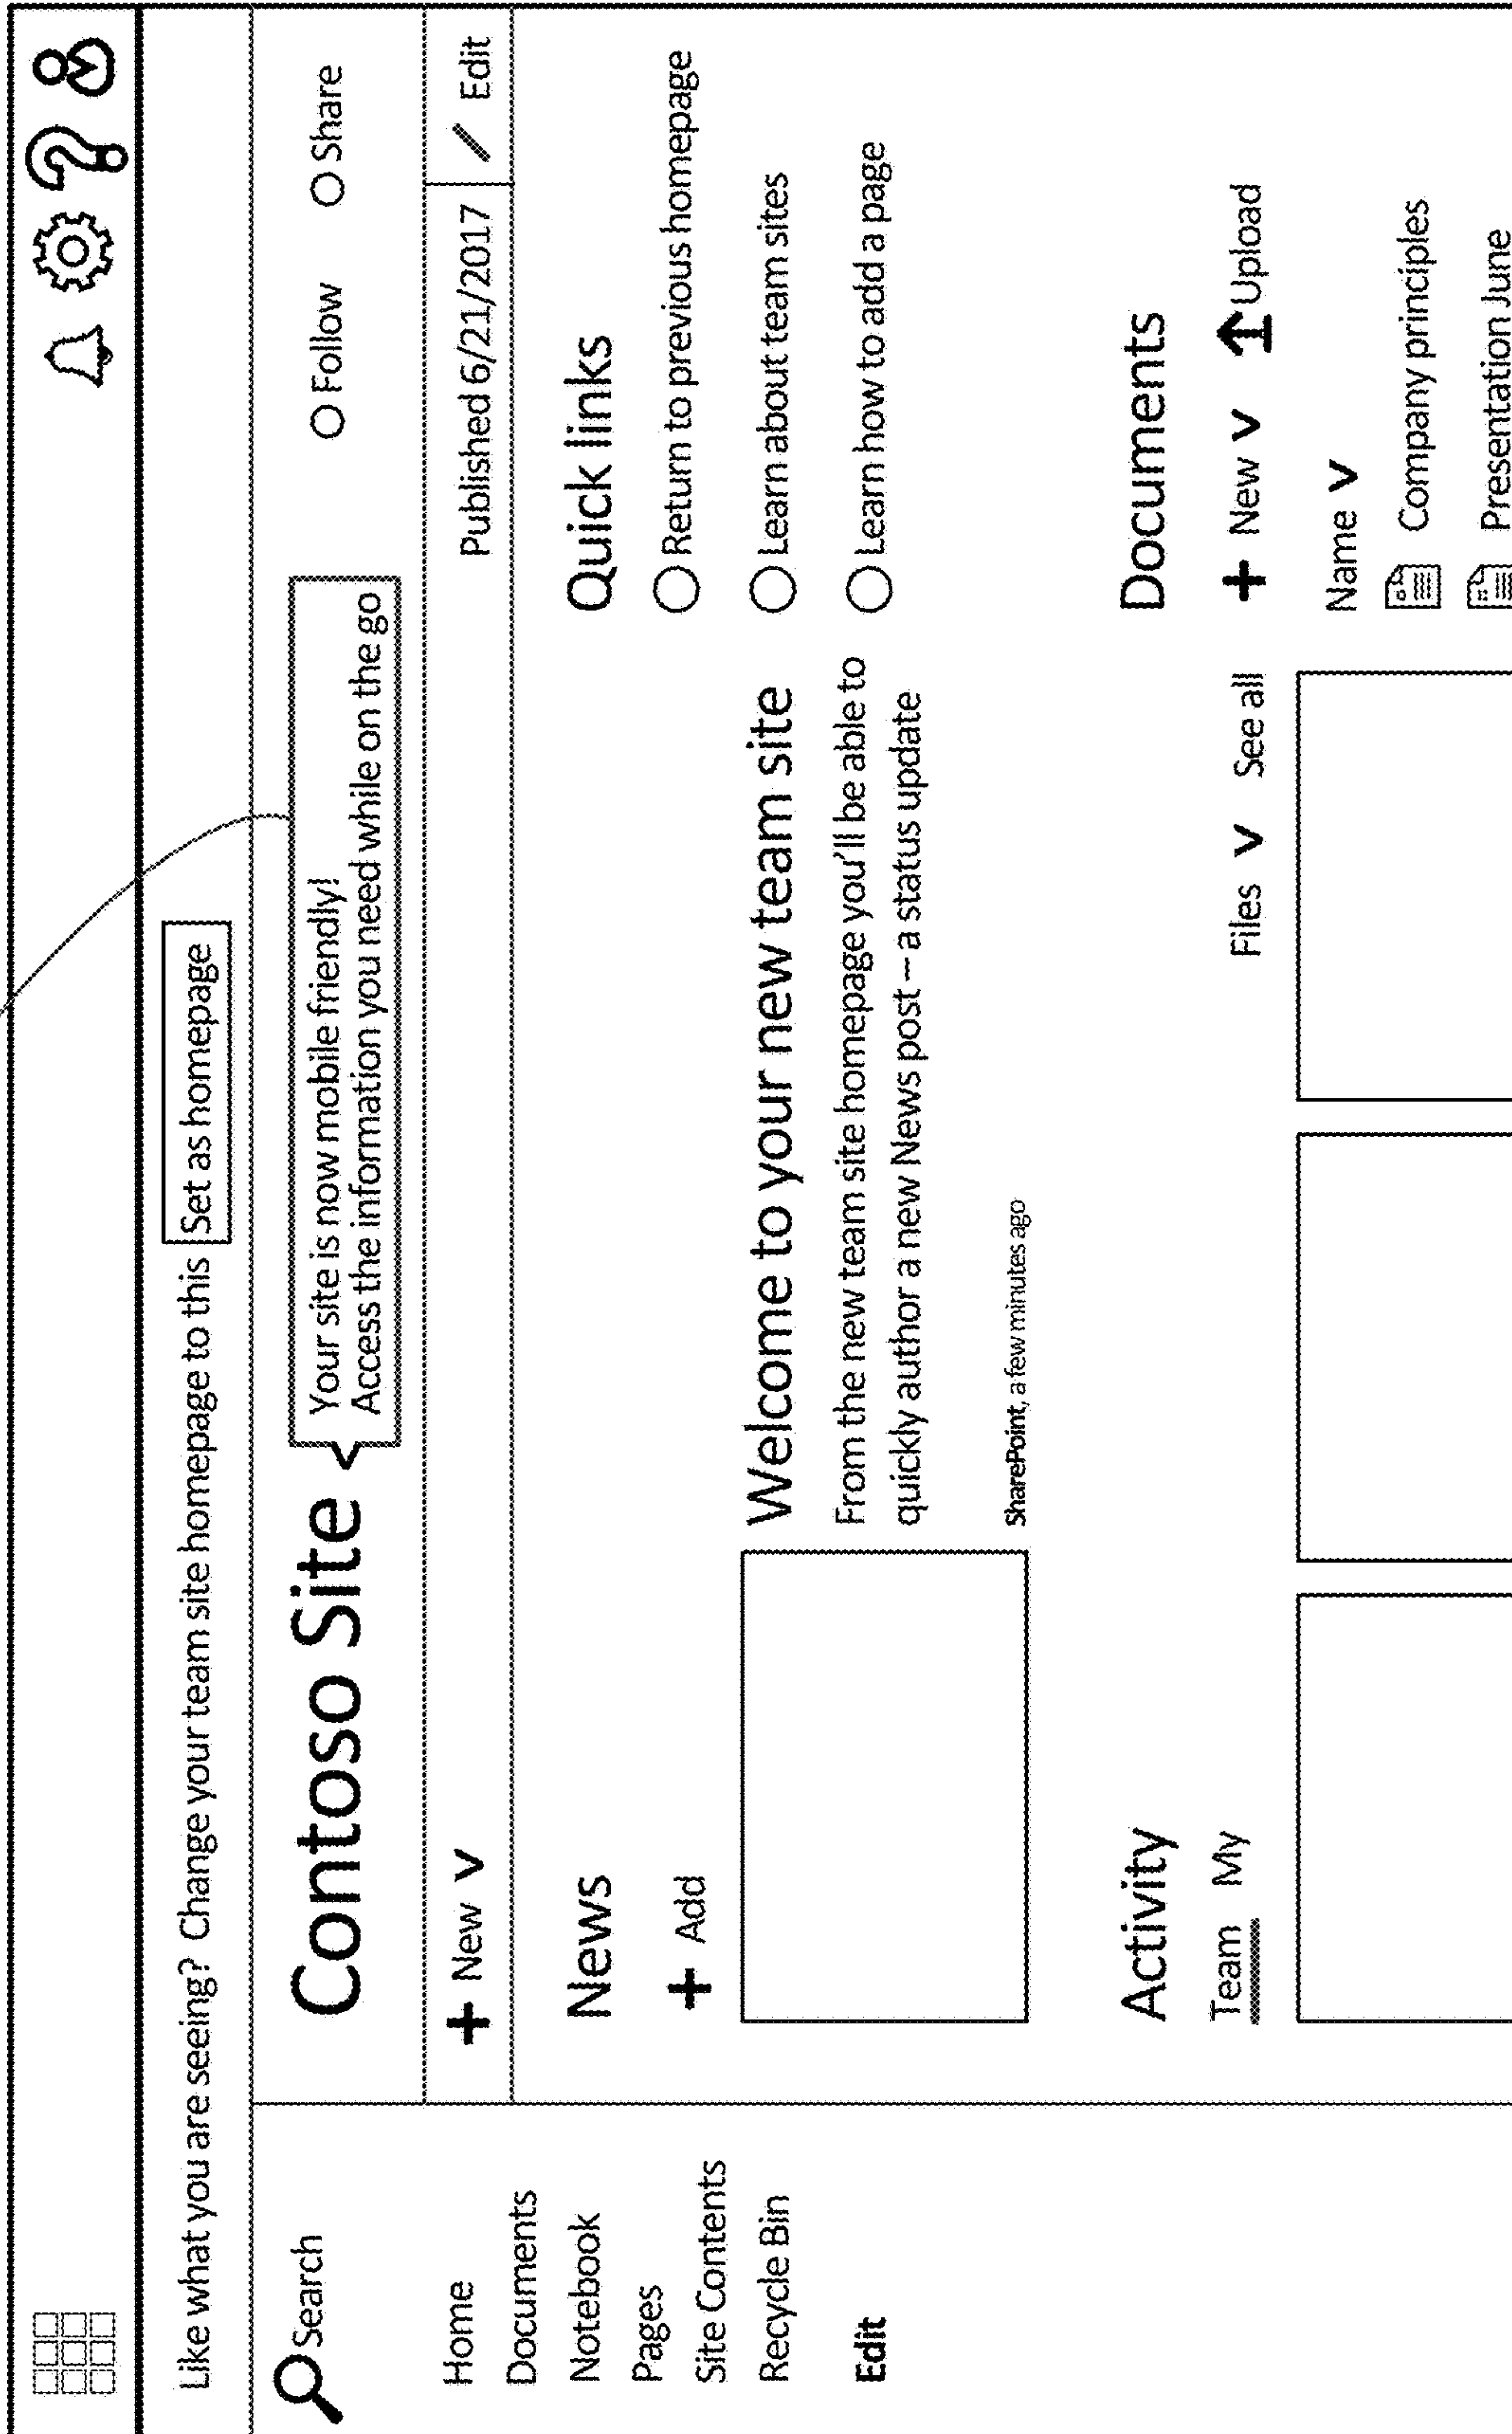 Like what you are seeing? Change your team site homepage to this Set as homepage
Search
Contoso Site
Your site is now mobile friendly!
Access the information you need while on the go
Follow
Share
+ New
Published 6/21/2017
Edit
Home
Documents
Notebook
Pages
Site Contents
Recycle Bin
Edit
News
+ Add
Welcome to your new team site
From the new team site homepage you'll be able to
quickly author a new News post – a status update
SharePoint, a few minutes ago
Quick links
Return to previous homepage
Learn about team sites
Learn how to add a page
Activity
Team My
Files See all
Documents
+ New Upload
Name
Company principles
Presentation June